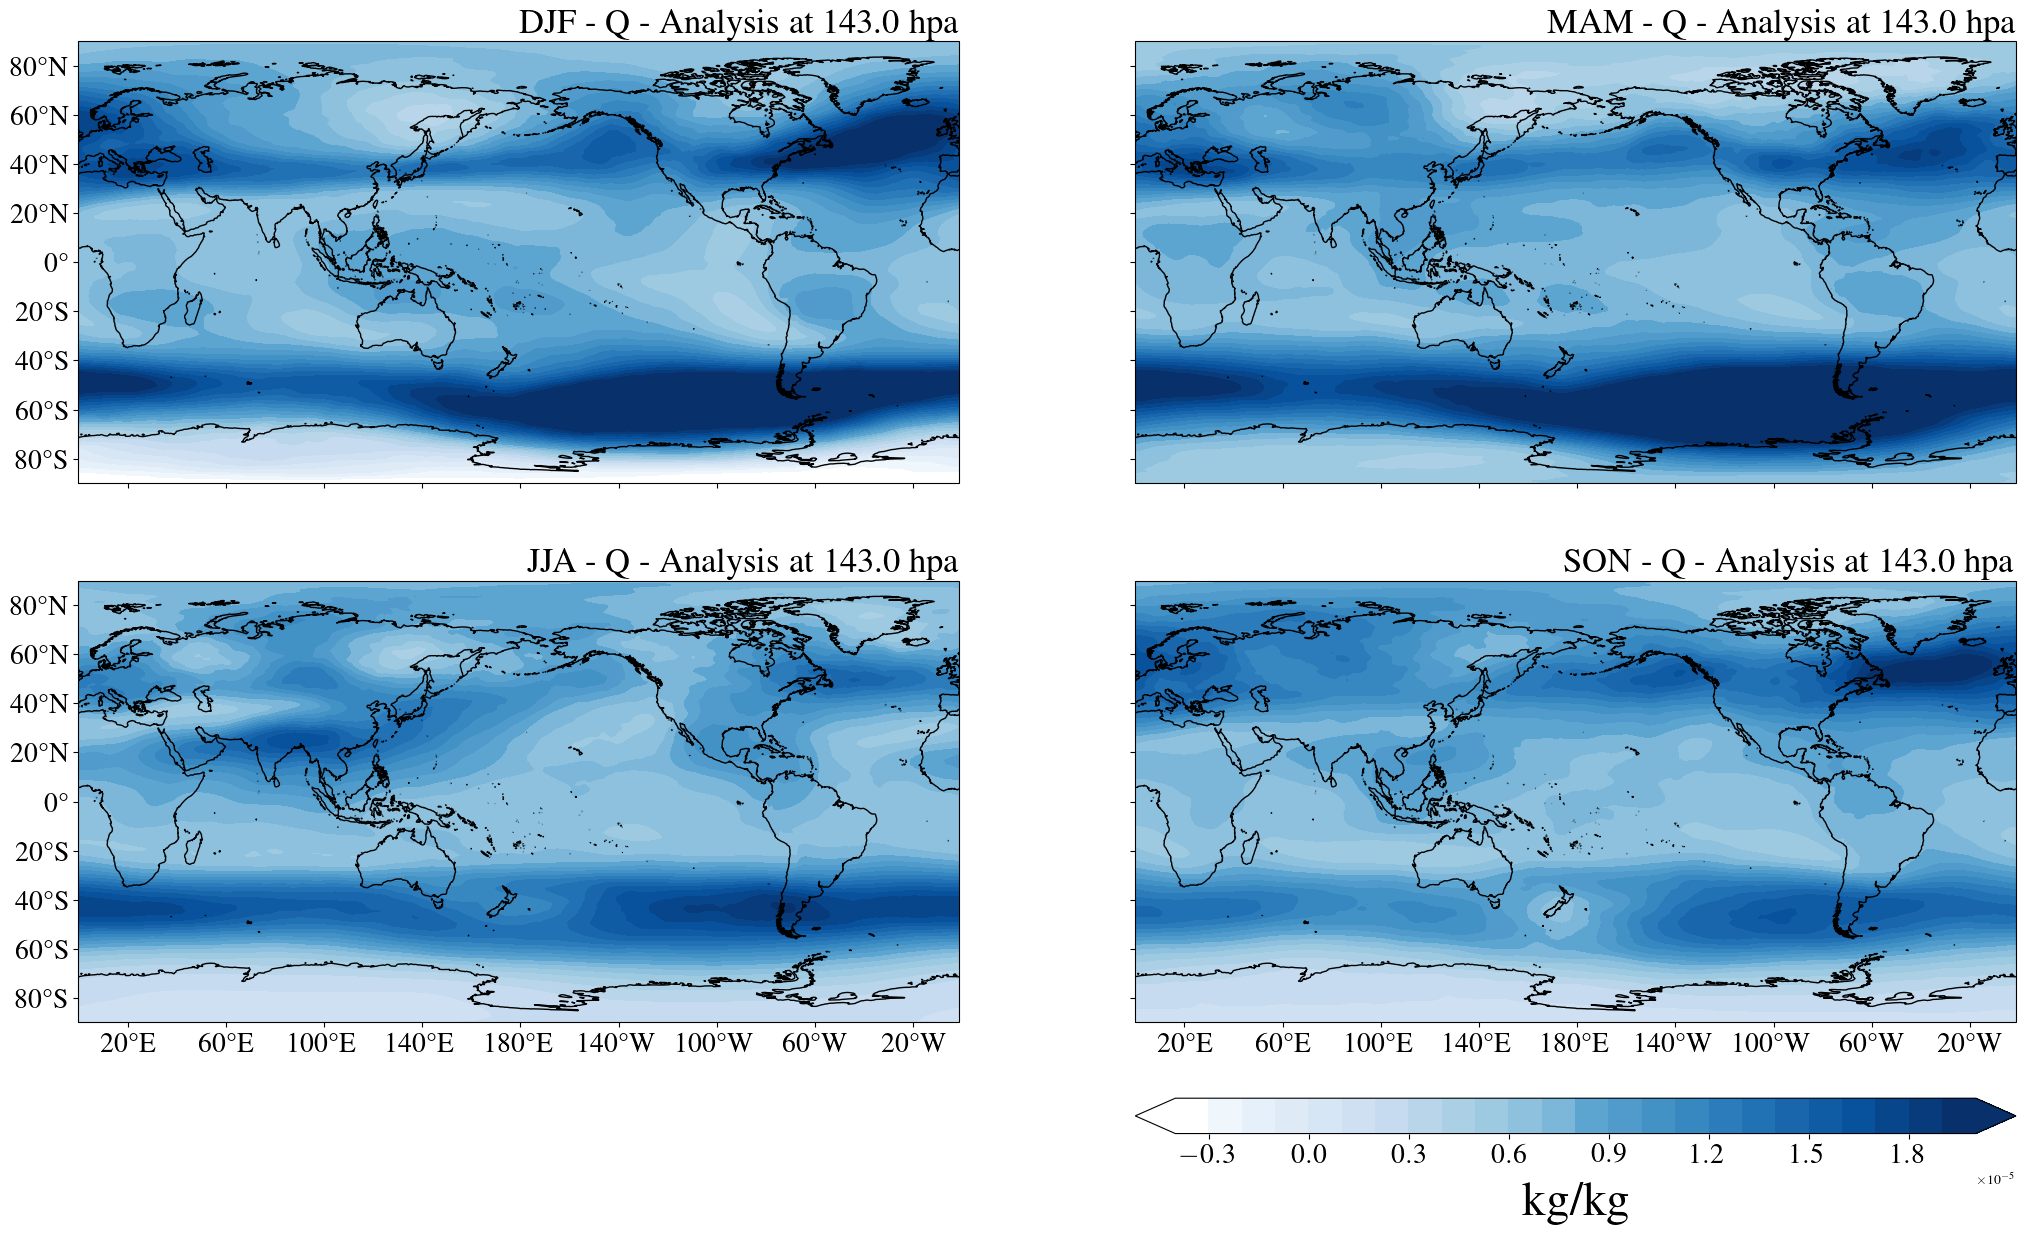 DJF - Q - Analysis at 143.0 hpa
MAM - Q - Analysis at 143.0 hpa
80°N
60°N
40°N
20°N
0°
20°S
40°S
60°S
80°S
JJA - Q - Analysis at 143.0 hpa
SON - Q - Analysis at 143.0 hpa
80°N
60°N
40°N
20°N
0°
20°S
40°S
60°S
80°S
20°E 60°E 100°E 140°E 180°E 140°W 100°W 60°W 20°W
20°E 60°E 100°E 140°E 180°E 140°W 100°W 60°W 20°W
−0.3 0.0 0.3 0.6 0.9 1.2 1.5 1.8
×10⁻⁵
kg/kg